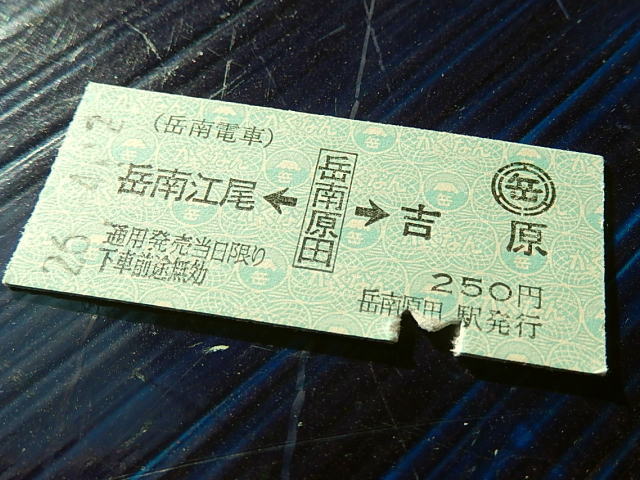 (岳南電車)
岳南江尾 ← 岳南原田 → 吉原
岳
通用発売当日限り
下車前途無効
250円
岳南原田駅発行